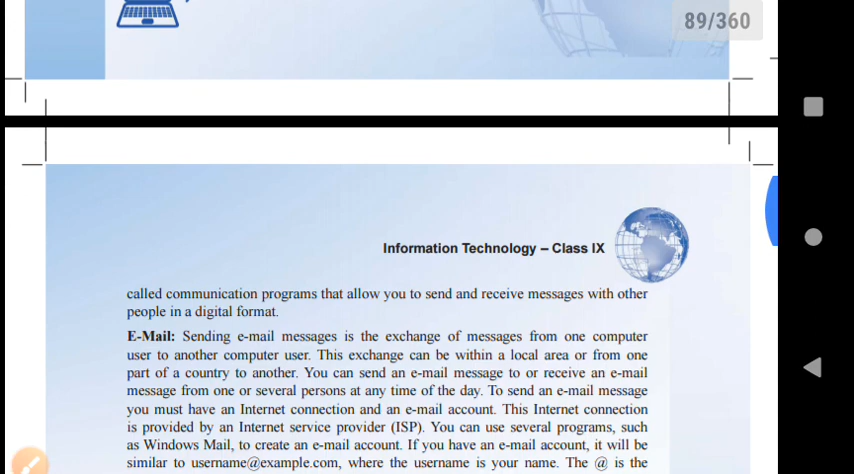 89/360
Information Technology – Class IX
called communication programs that allow you to send and receive messages with other
people in a digital format.
E-Mail: Sending e-mail messages is the exchange of messages from one computer
user to another computer user. This exchange can be within a local area or from one
part of a country to another. You can send an e-mail message to or receive an e-mail
message from one or several persons at any time of the day. To send an e-mail message
you must have an Internet connection and an e-mail account. This Internet connection
is provided by an Internet service provider (ISP). You can use several programs, such
as Windows Mail, to create an e-mail account. If you have an e-mail account, it will be
similar to username@example.com, where the username is your name. The @ is the